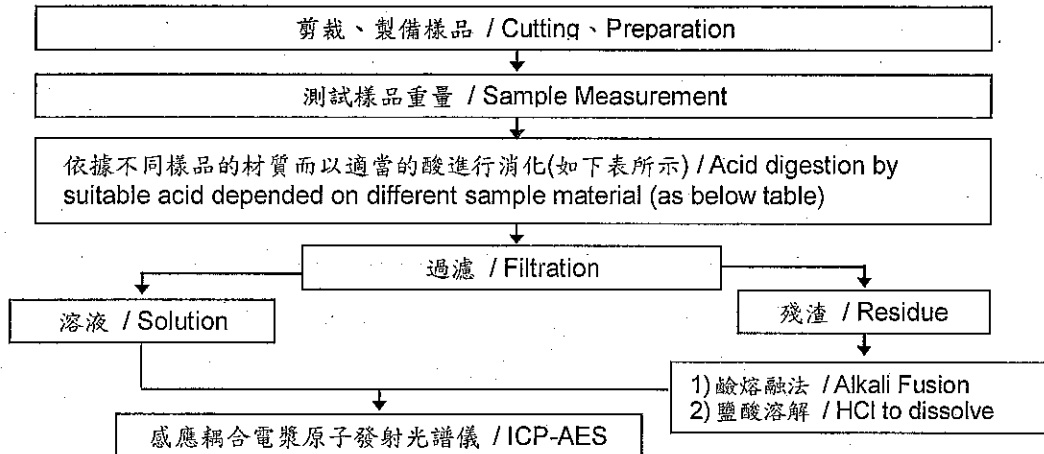 剪裁、製備樣品 / Cutting、Preparation
測試樣品重量 / Sample Measurement
依據不同樣品的材質而以適當的酸進行消化(如下表所示) / Acid digestion by
suitable acid depended on different sample material (as below table)
過濾 / Filtration
溶液 / Solution
殘渣 / Residue
1) 鹼熔融法 / Alkali Fusion
2) 鹽酸溶解 / HCl to dissolve
感應耦合電漿原子發射光譜儀 / ICP-AES